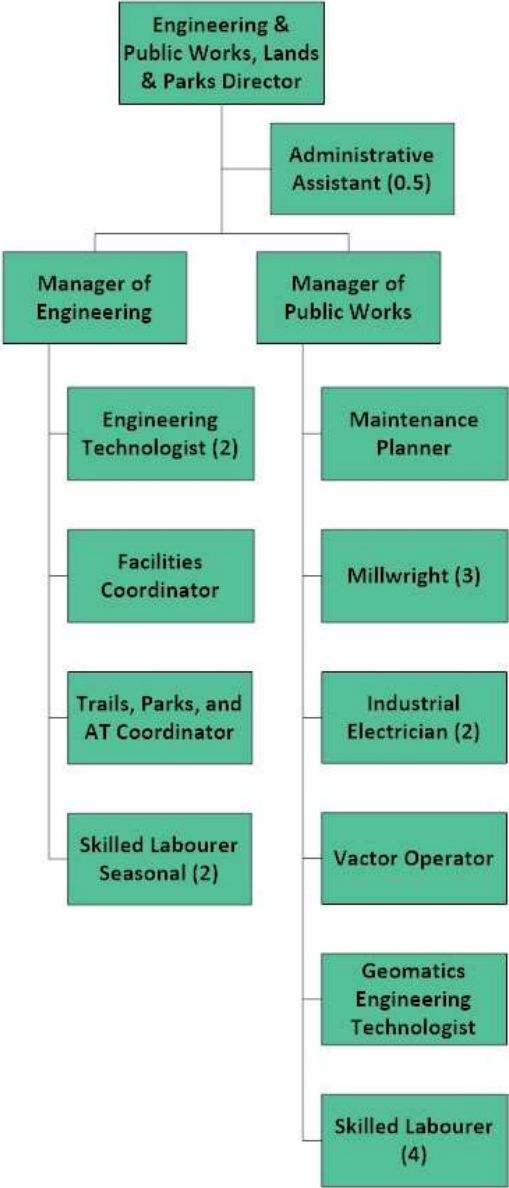 Engineering &
Public Works, Lands
& Parks Director
Administrative
Assistant (0.5)
Manager of
Engineering
Manager of
Public Works
Engineering
Technologist (2)
Facilities
Coordinator
Trails, Parks, and
AT Coordinator
Skilled Labourer
Seasonal (2)
Maintenance
Planner
Millwright (3)
Industrial
Electrician (2)
Vactor Operator
Geomatics
Engineering
Technologist
Skilled Labourer
(4)